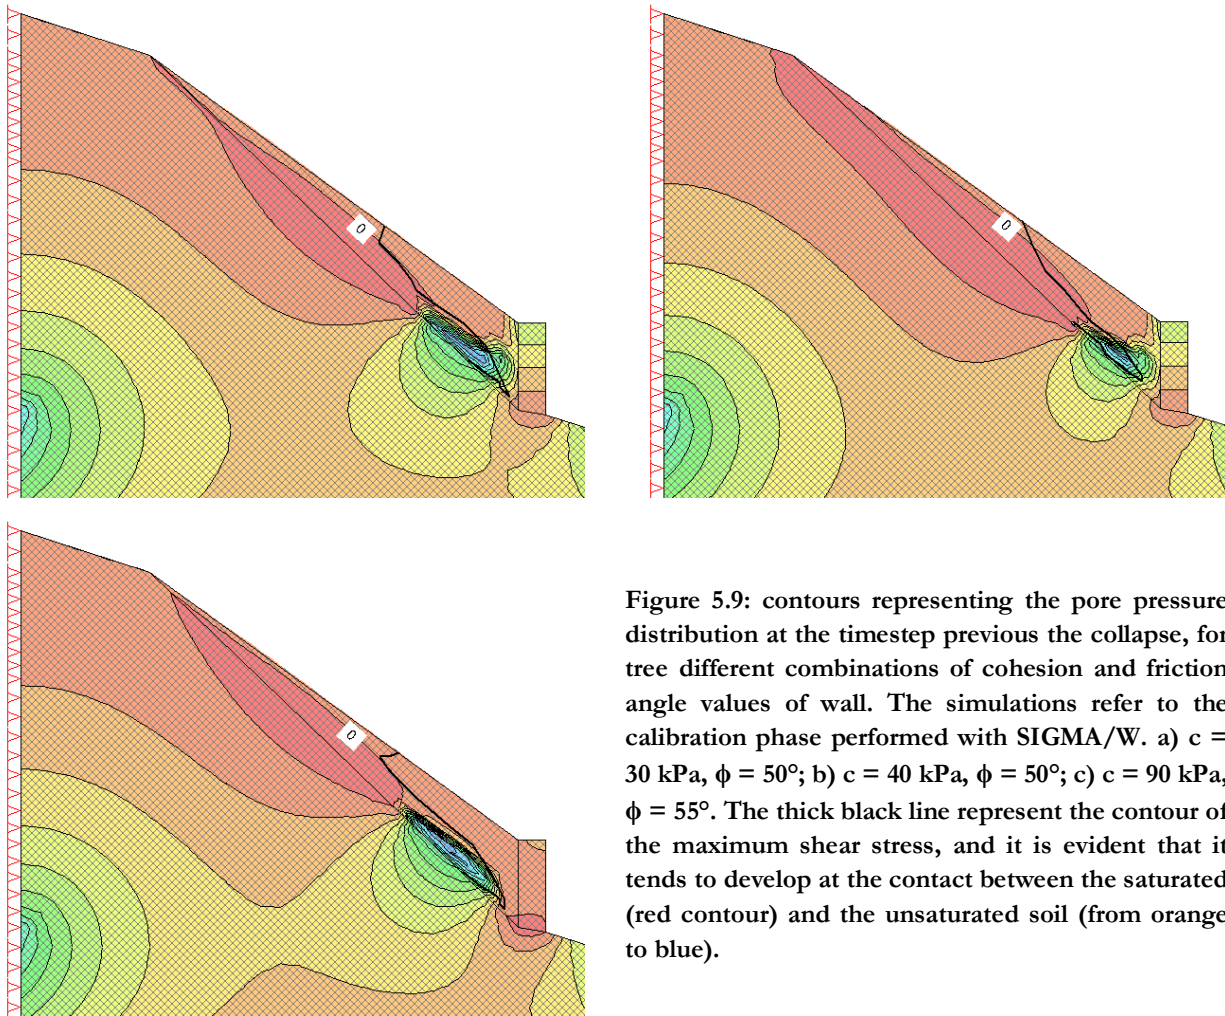 0
0
0
Figure 5.9: contours representing the pore pressure
distribution at the timestep previous the collapse, for
tree different combinations of cohesion and friction
angle values of wall. The simulations refer to the
calibration phase performed with SIGMA/W. a) c =
30 kPa, ϕ = 50°; b) c = 40 kPa, ϕ = 50°; c) c = 90 kPa,
ϕ = 55°. The thick black line represent the contour of
the maximum shear stress, and it is evident that it
tends to develop at the contact between the saturated
(red contour) and the unsaturated soil (from orange
to blue).